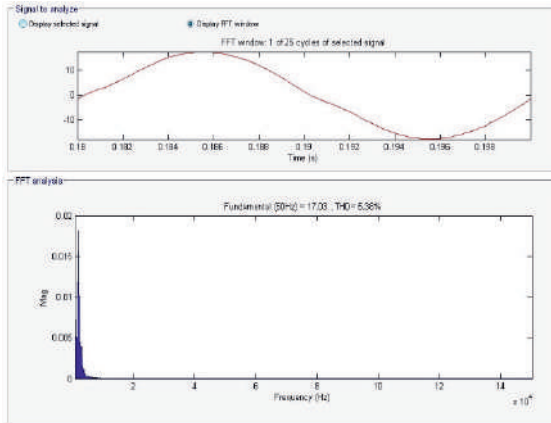 Signal to analyze
Display selected signal Display FFT window
FFT window: 1 of 25 cycles of selected signal
10
0
-10
0.18 0.182 0.184 0.186 0.188 0.19 0.192 0.194 0.196 0.198
Time (s)
FFT analysis
Fundamental (50Hz) = 17.03 , THD= 5.38%
0.02
0.015
0.01
0.005
0
Mag
2 4 6 8 10 12 14
Frequency (Hz)
x 10⁴